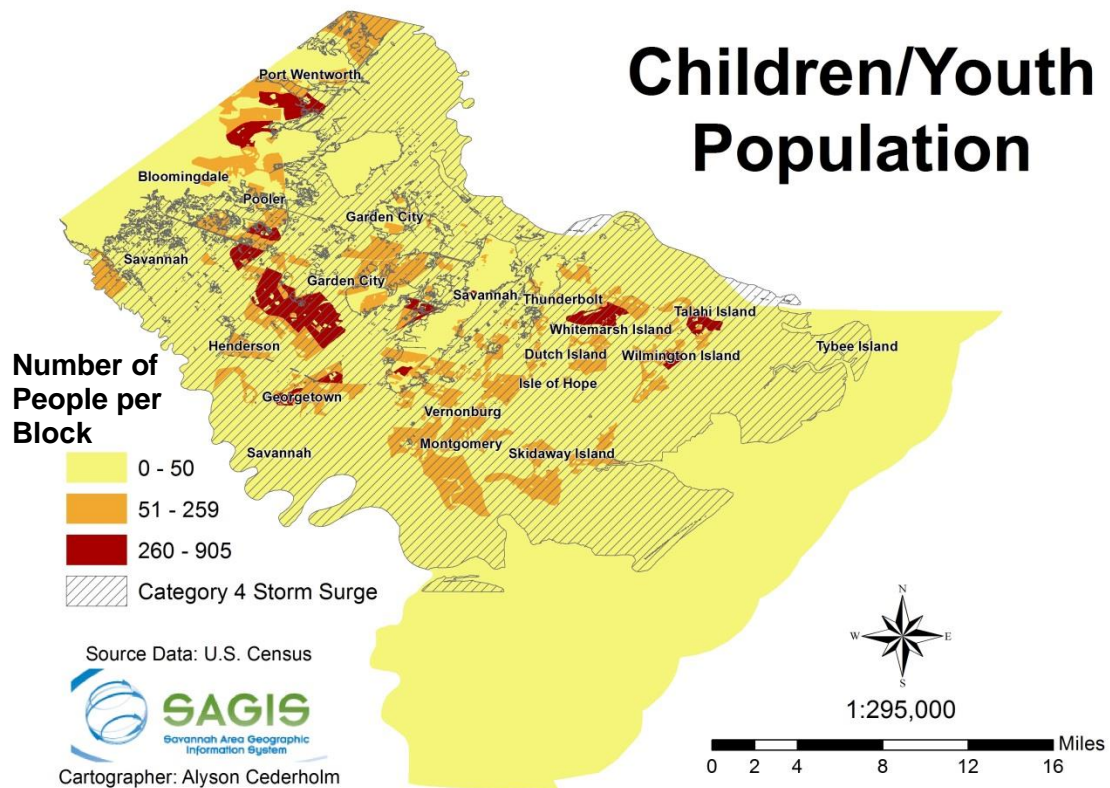 Children/Youth
Population
Port Wentworth
Bloomingdale
Pooler
Garden City
Savannah
Garden City
Savannah
Thunderbolt
Talahi Island
Whitemarsh Island
Henderson
Dutch Island
Wilmington Island
Tybee Island
Isle of Hope
Georgetown
Vernonburg
Montgomery
Savannah
Skidaway Island
Number of
People per
Block
0 - 50
51 - 259
260 - 905
Category 4 Storm Surge
Source Data: U.S. Census
SAGIS
Savannah Area Geographic
Information System
Cartographer: Alyson Cederholm
N
W E
S
1:295,000
Miles
0 2 4 8 12 16